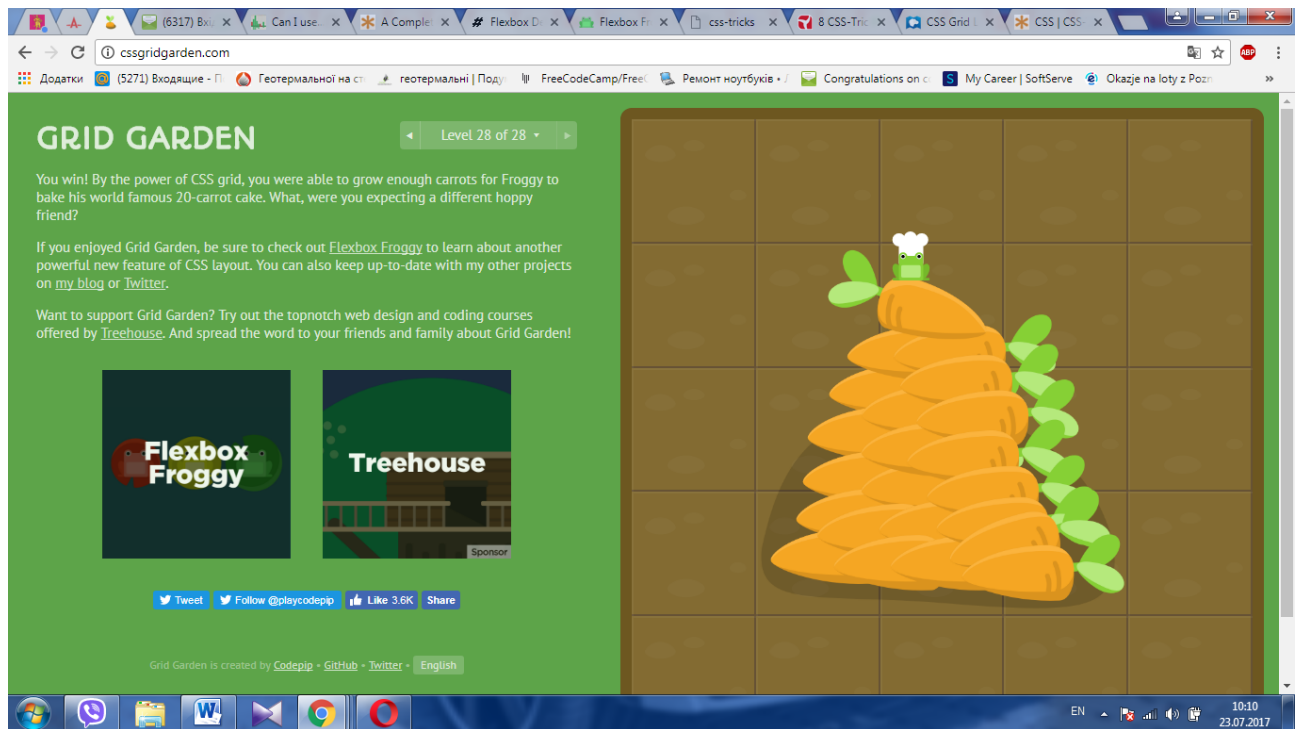 (6317) Вхі
Can I use.
A Comple
Flexbox D
Flexbox Fr
css-tricks
8 CSS-Tric
CSS Grid L
CSS | CSS-
cssgridgarden.com
ABP
Додатки
(5271) Входящие - П
Геотермальної на ст
геотермальні | Поду
FreeCodeCamp/Free
Ремонт ноутбуків •
Congratulations on c
My Career | SoftServe
Okazje na loty z Pozn
»
GRID GARDEN
Level 28 of 28
You win! By the power of CSS grid, you were able to grow enough carrots for Froggy to
bake his world famous 20-carrot cake. What, were you expecting a different hoppy
friend?
If you enjoyed Grid Garden, be sure to check out Flexbox Froggy to learn about another
powerful new feature of CSS layout. You can also keep up-to-date with my other projects
on my blog or Twitter.
Want to support Grid Garden? Try out the topnotch web design and coding courses
offered by Treehouse. And spread the word to your friends and family about Grid Garden!
Flexbox
Froggy
Treehouse
Sponsor
Tweet
Follow @playcodepip
Like 3.6K
Share
Grid Garden is created by Codepip • GitHub • Twitter • English
EN
10:10
23.07.2017